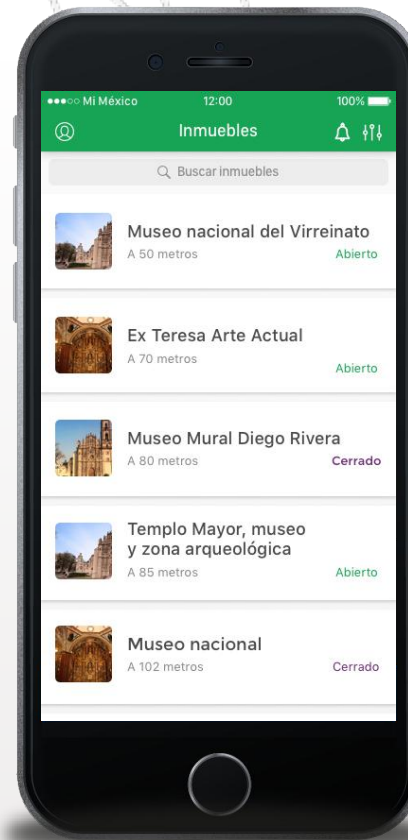 Mi México 12:00 100%
Inmuebles
Buscar inmuebles
Museo nacional del Virreinato
A 50 metros Abierto
Ex Teresa Arte Actual
A 70 metros
Abierto
Museo Mural Diego Rivera
A 80 metros Cerrado
Templo Mayor, museo
y zona arqueológica
A 85 metros Abierto
Museo nacional
A 102 metros Cerrado